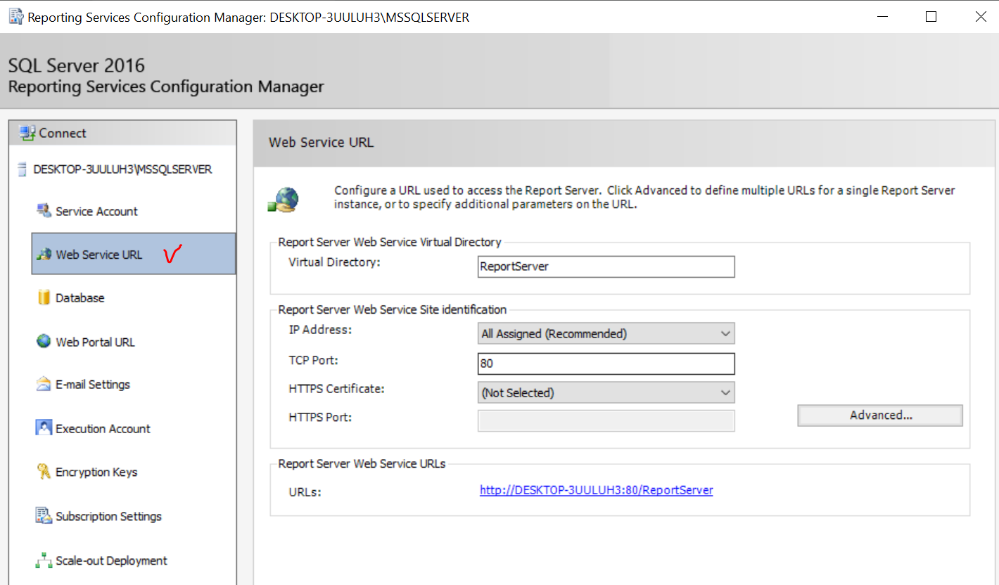 Reporting Services Configuration Manager: DESKTOP-3UULUH3\MSSQLSERVER
SQL Server 2016
Reporting Services Configuration Manager
Connect
DESKTOP-3UULUH3\MSSQLSERVER
Service Account
Web Service URL
Database
Web Portal URL
E-mail Settings
Execution Account
Encryption Keys
Subscription Settings
Scale-out Deployment
Web Service URL
Configure a URL used to access the Report Server.  Click Advanced to define multiple URLs for a single Report Server
instance, or to specify additional parameters on the URL.
Report Server Web Service Virtual Directory
Virtual Directory: ReportServer
Report Server Web Service Site identification
IP Address: All Assigned (Recommended)
TCP Port: 80
HTTPS Certificate: (Not Selected)
HTTPS Port:
Advanced...
Report Server Web Service URLs
URLs: http://DESKTOP-3UULUH3:80/ReportServer